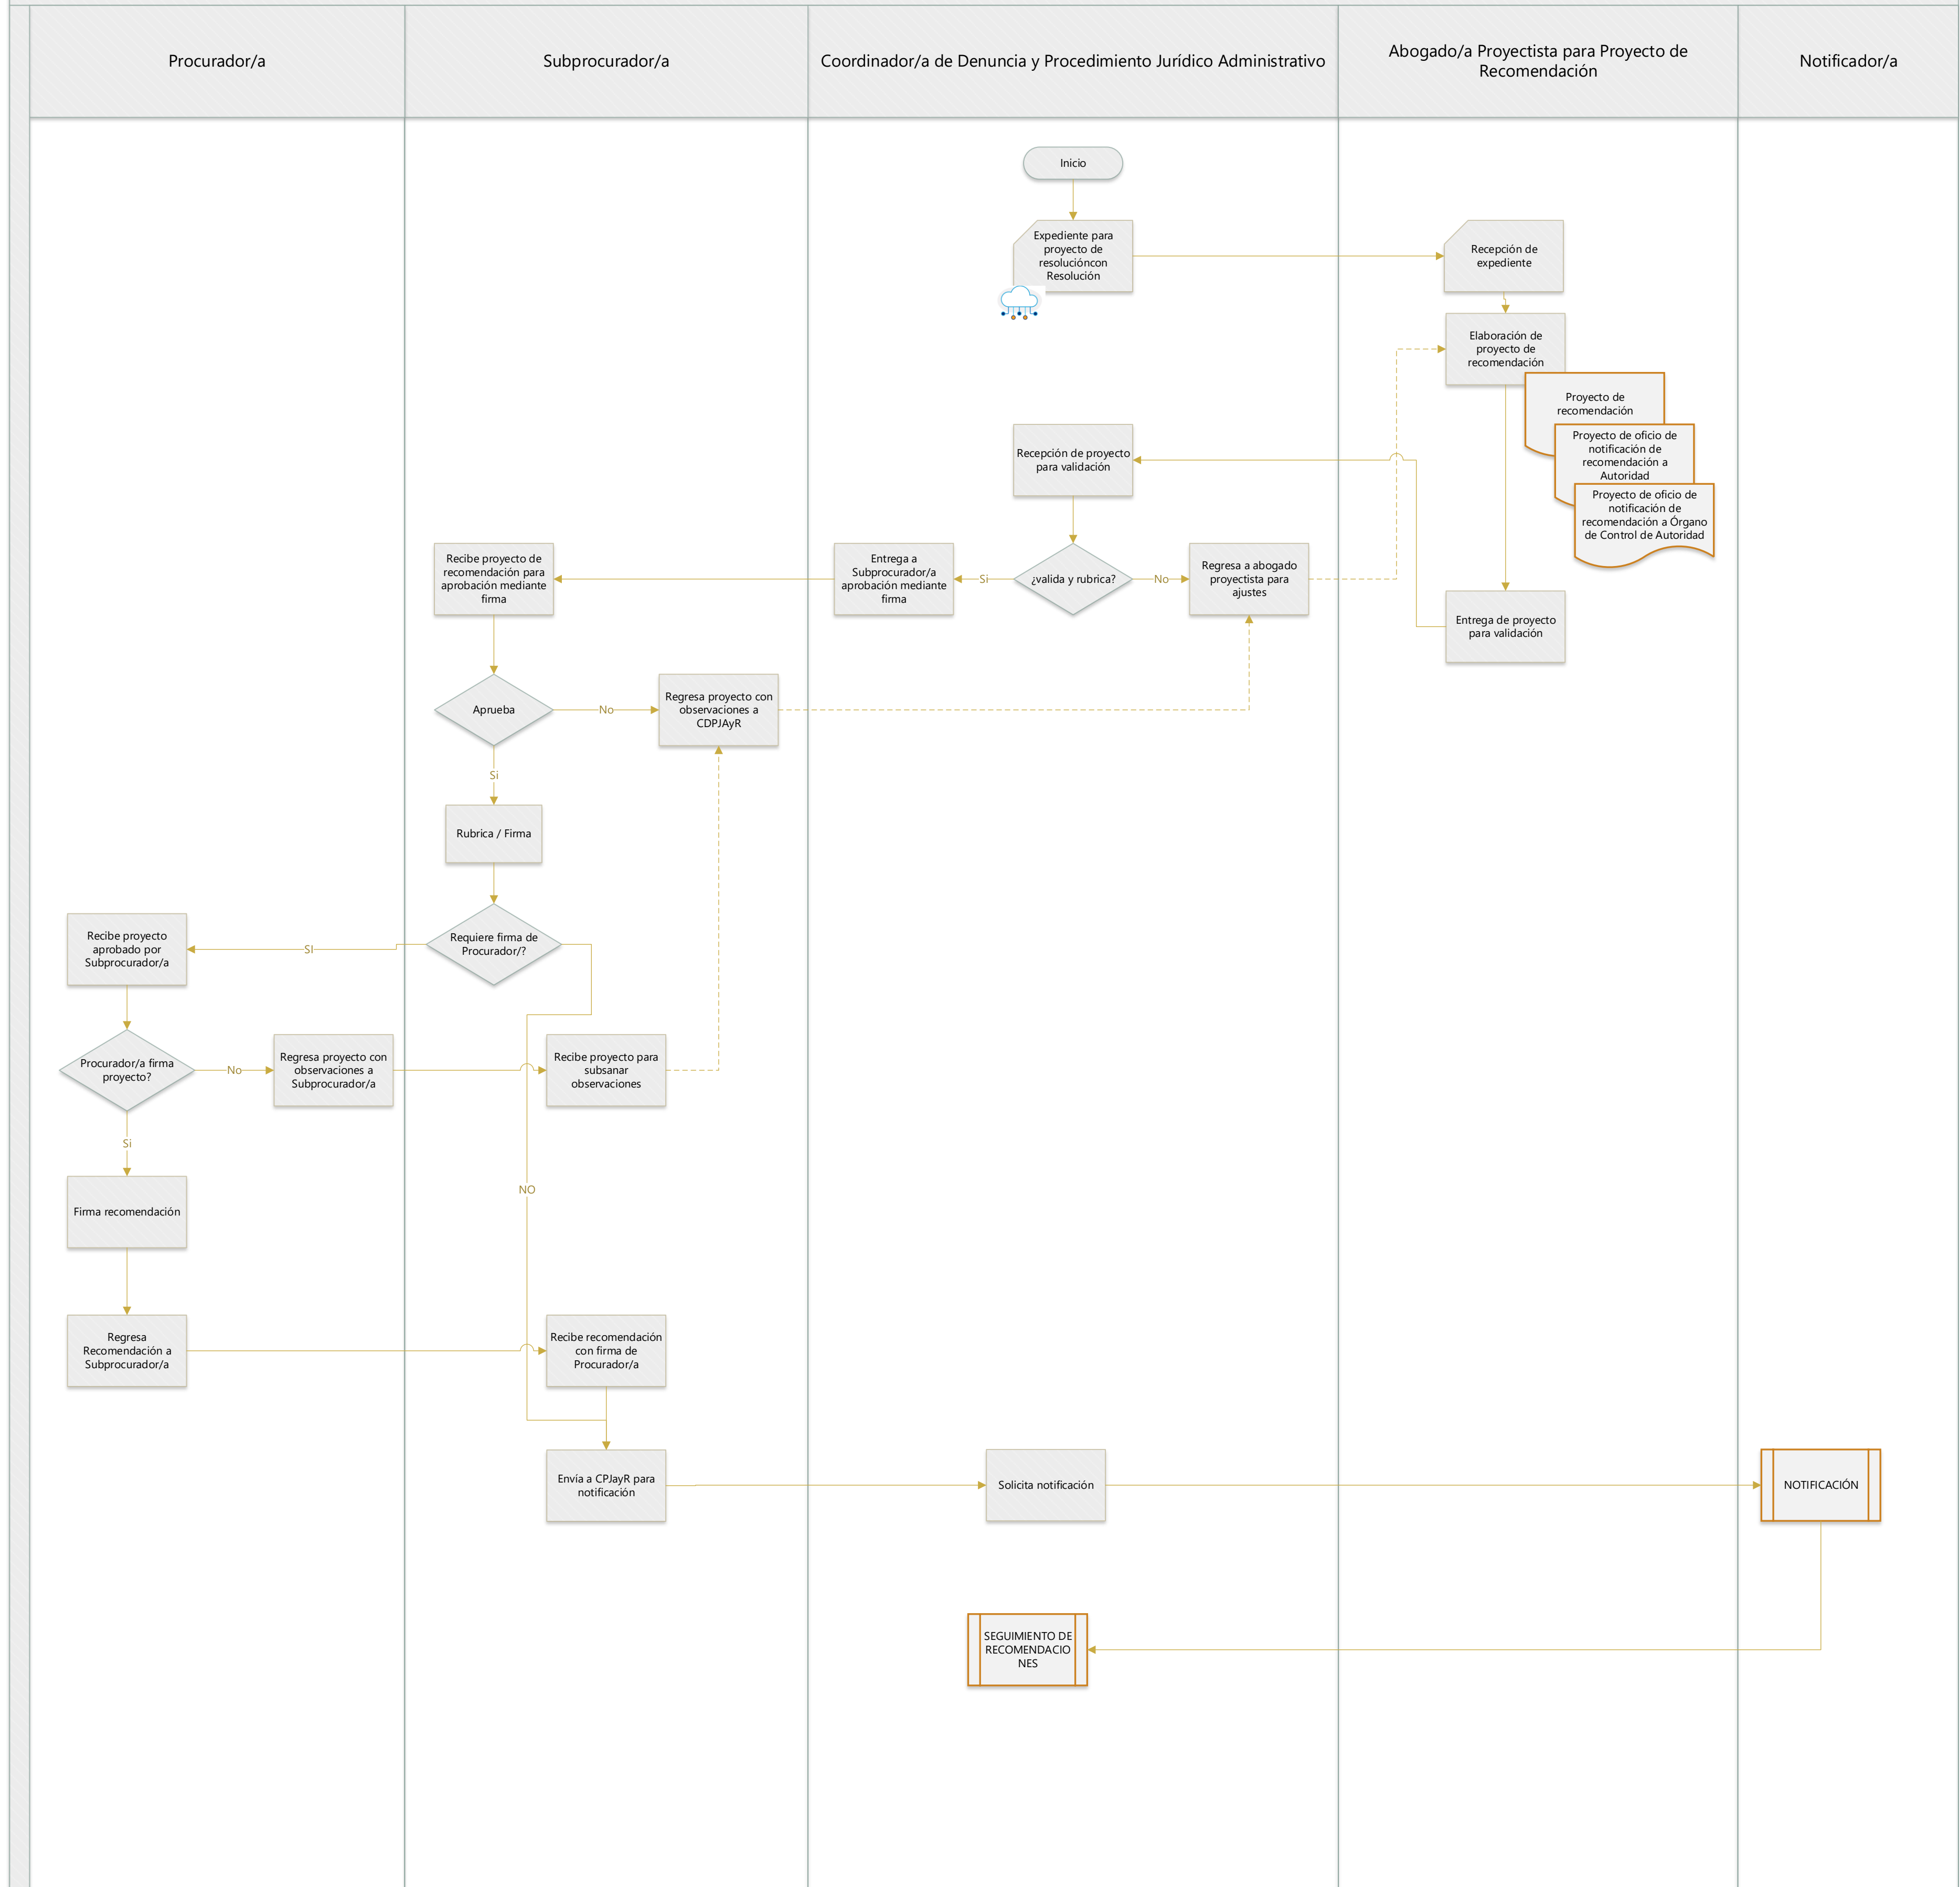 Procurador/a
Subprocurador/a
Coordinador/a de Denuncia y Procedimiento Jurídico Administrativo
Abogado/a Proyectista para Proyecto de
Recomendación
Notificador/a
Inicio
Expediente para
proyecto de
resolucióncon
Resolución
Recepción de
expediente
Elaboración de
proyecto de
recomendación
Proyecto de
recomendación
Proyecto de oficio de
notificación de
recomendación a
Autoridad
Proyecto de oficio de
notificación de
recomendación a Órgano
de Control de Autoridad
Recepción de proyecto
para validación
Recibe proyecto de
recomendación para
aprobación mediante
firma
Entrega a
Subprocurador/a
aprobación mediante
firma
Si
¿valida y rubrica?
No
Regresa a abogado
proyectista para
ajustes
Entrega de proyecto
para validación
Aprueba
No
Regresa proyecto con
observaciones a
CDPJAyR
Si
Rubrica / Firma
Recibe proyecto
aprobado por
Subprocurador/a
SI
Requiere firma de
Procurador/?
Procurador/a firma
proyecto?
No
Regresa proyecto con
observaciones a
Subprocurador/a
Recibe proyecto para
subsanar
observaciones
Si
NO
Firma recomendación
Regresa
Recomendación a
Subprocurador/a
Recibe recomendación
con firma de
Procurador/a
Envía a CPJayR para
notificación
Solicita notificación
NOTIFICACIÓN
SEGUIMIENTO DE
RECOMENDACIO
NES